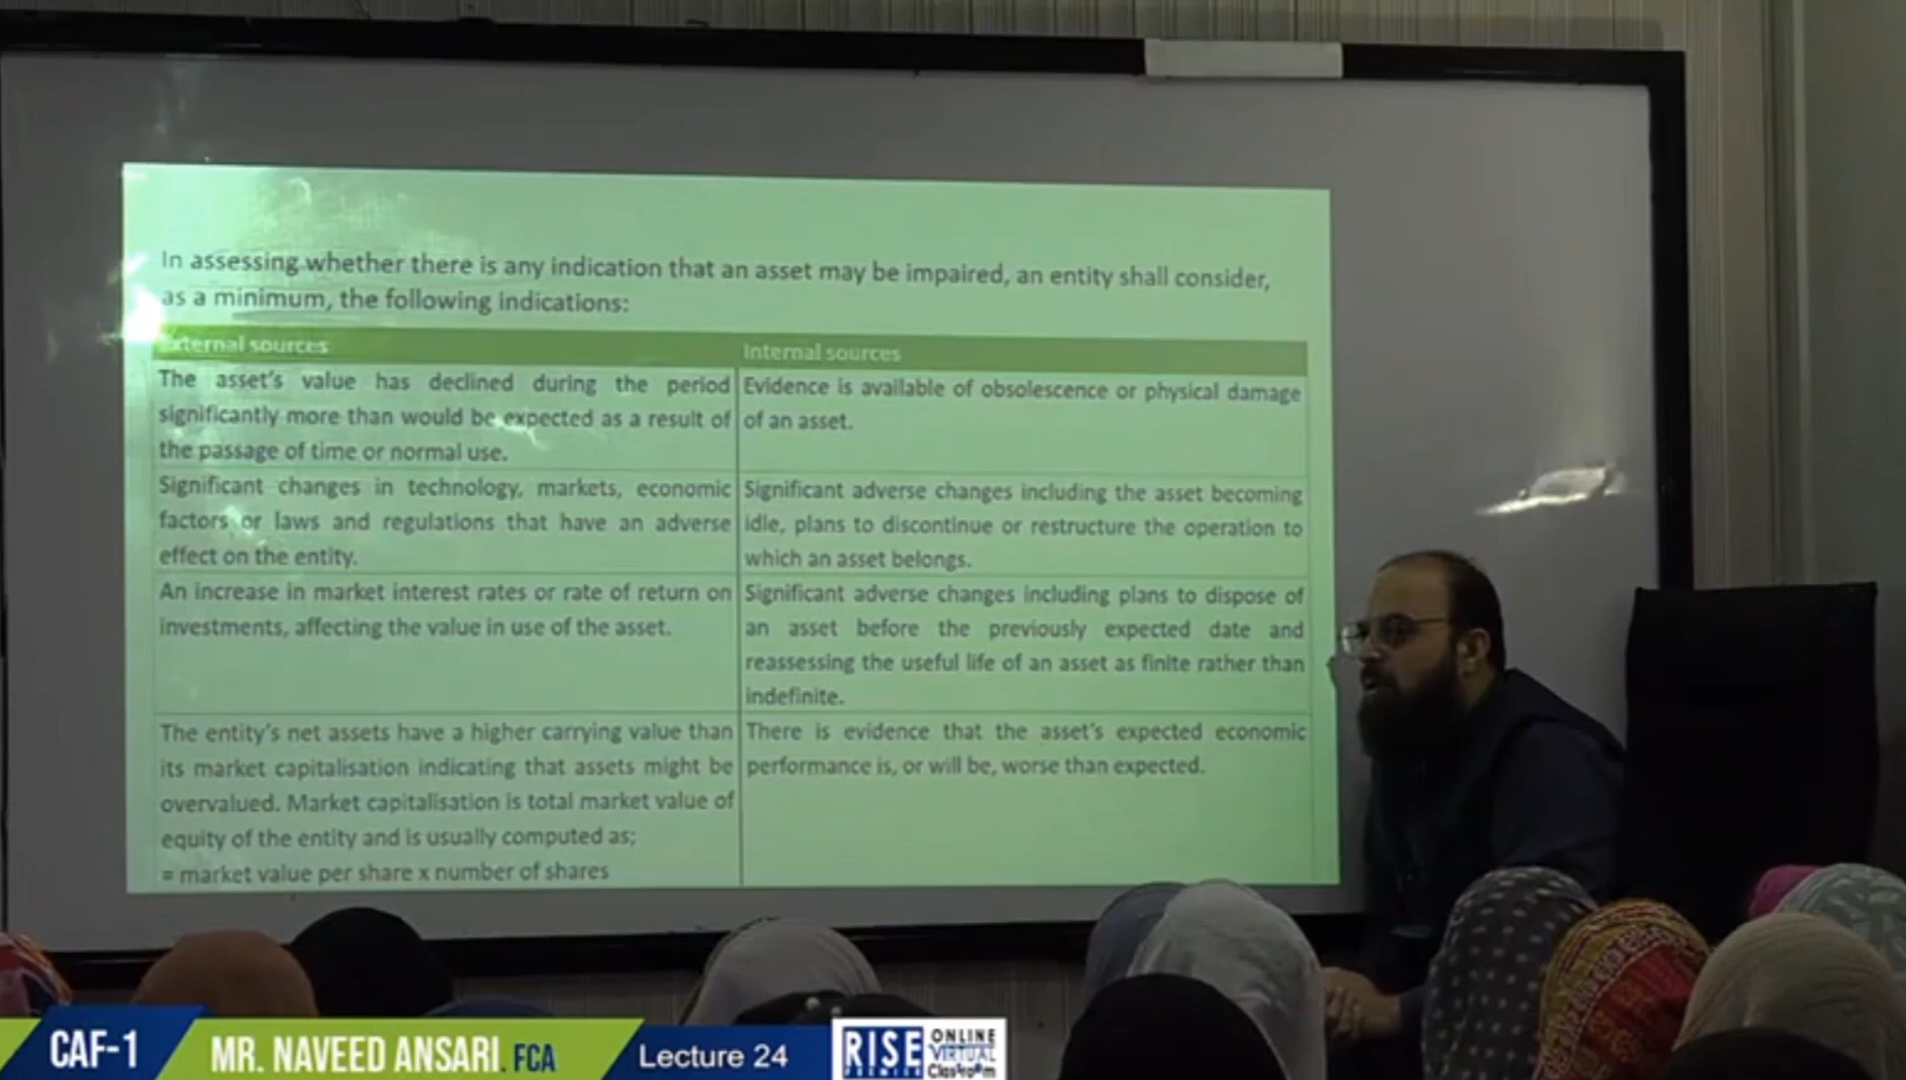 In assessing whether there is any indication that an asset may be impaired, an entity shall consider,
as a minimum, the following indications:
External sources
The asset's value has declined during the period
significantly more than would be expected as a result of
the passage of time or normal use.
Significant changes in technology, markets, economic
factors or laws and regulations that have an adverse
effect on the entity.
An increase in market interest rates or rate of return on
investments, affecting the value in use of the asset.
The entity's net assets have a higher carrying value than
its market capitalisation indicating that assets might be
overvalued. Market capitalisation is total market value of
equity of the entity and is usually computed as;
= market value per share x number of shares
Internal sources
Evidence is available of obsolescence or physical damage
of an asset.
Significant adverse changes including the asset becoming
idle, plans to discontinue or restructure the operation to
which an asset belongs.
Significant adverse changes including plans to dispose of
an asset before the previously expected date and
reassessing the useful life of an asset as finite rather than
indefinite.
There is evidence that the asset's expected economic
performance is, or will be, worse than expected.
CAF-1
MR. NAVEED ANSARI. FCA
Lecture 24
RISE
PREMIER
ONLINE
VIRTUAL
Classroom